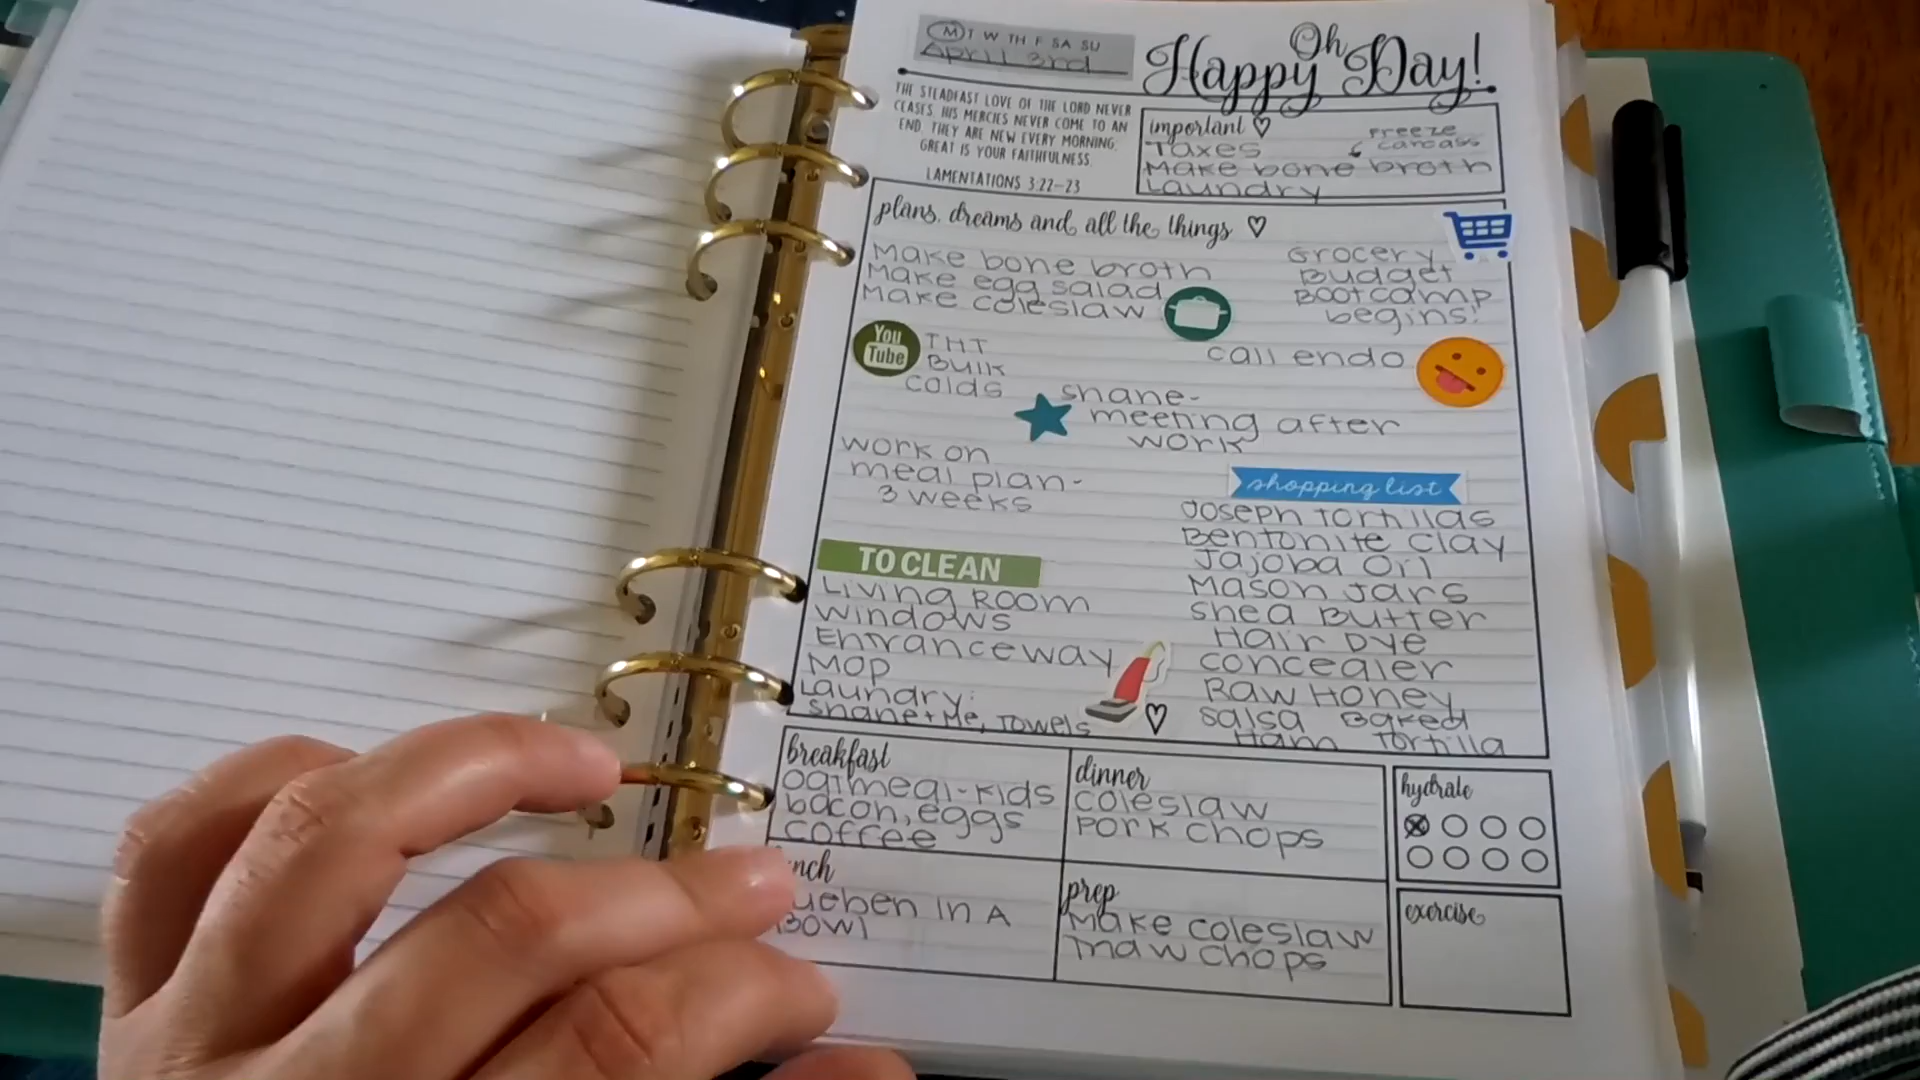 M T W TH F SA SU
April 3rd
Oh
Happy Day!
THE STEADFAST LOVE OF THE LORD NEVER
CEASES, HIS MERCIES NEVER COME TO AN
END. THEY ARE NEW EVERY MORNING;
GREAT IS YOUR FAITHFULNESS.
LAMENTATIONS 3:22-23
important
Taxes
Freeze
carcass
Make bone broth
Laundry
plans, dreams and all the things
Make bone broth
Make egg salad
Make coleslaw
Grocery
Budget
Bootcamp
begins!
You
Tube
THT
Bulk
colds
call endo
shane-
meeting after
work
work on
meal plan-
3 weeks
shopping list
Joseph Tortillas
Bentonite clay
Jajoba Oil
Mason Jars
Shea Butter
Hair Dye
concealer
Raw Honey
salsa Baked
Ham Tortilla
TO CLEAN
Living Room
Windows
Entranceway
Mop
Laundry:
Shane + Me, Towels
breakfast
oatmeal-kids
bacon, eggs
coffee
dinner
coleslaw
pork chops
hydrate
nch
ueben in a
Bowl
prep
Make coleslaw
Thaw chops
exercise